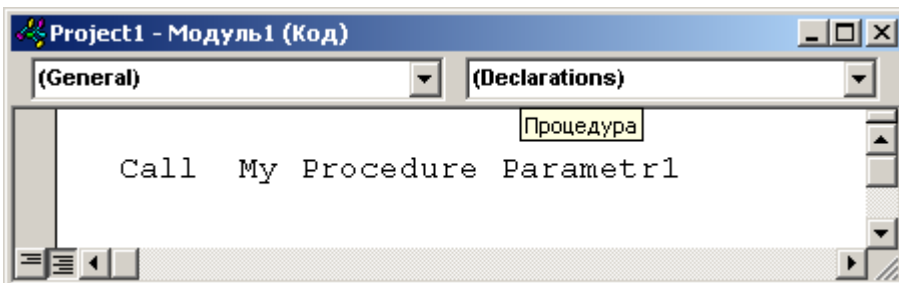 Project1 - Модуль1 (Код)
(General) (Declarations)
Процедура
Call My Procedure Parametr1